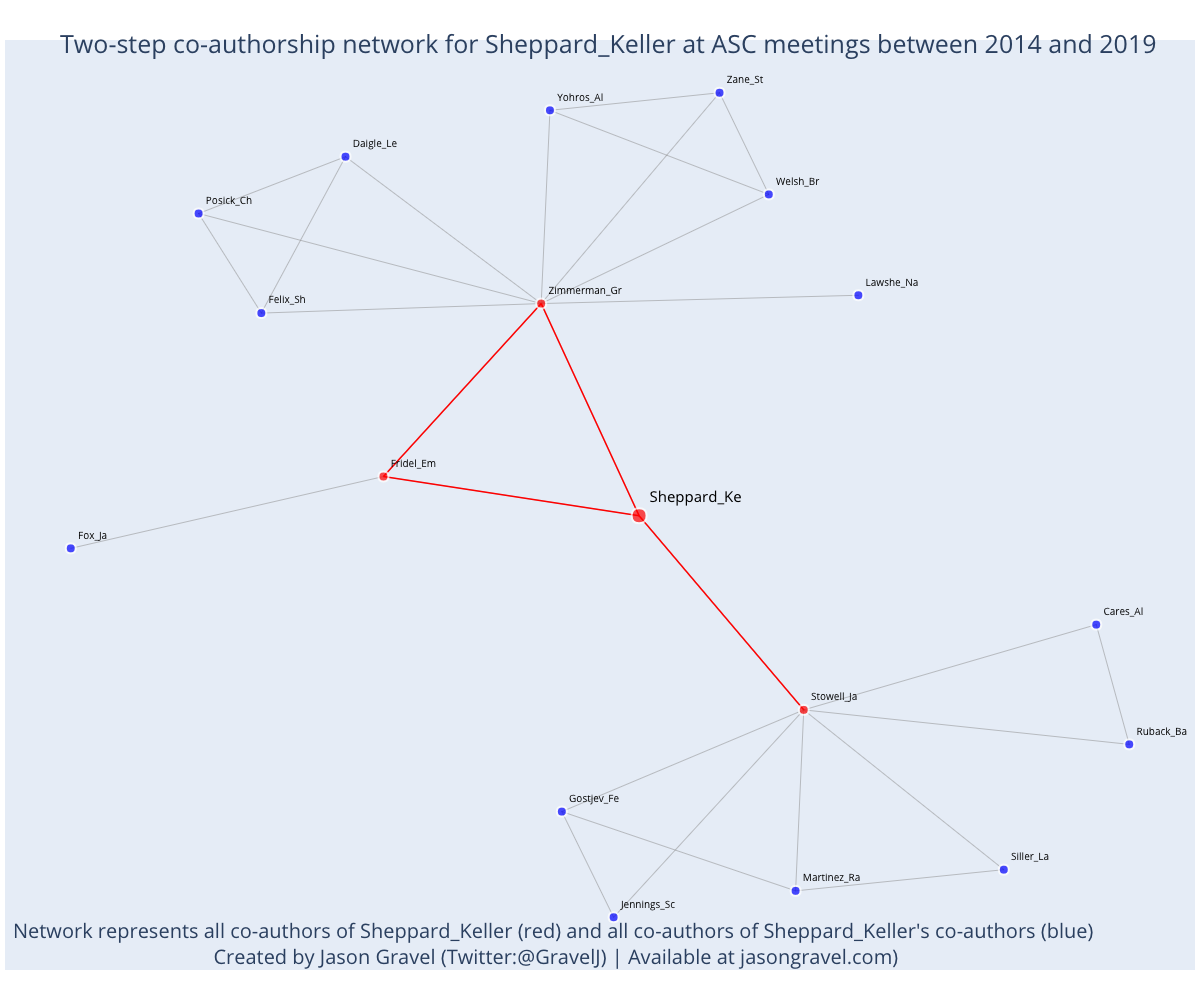 Two-step co-authorship network for Sheppard_Keller at ASC meetings between 2014 and 2019
Zane_St
Yohros_Al
Daigle_Le
Welsh_Br
Posick_Ch
Lawshe_Na
Zimmerman_Gr
Felix_Sh
Fridel_Em
Sheppard_Ke
Fox_Ja
Cares_Al
Stowell_Ja
Ruback_Ba
Gostjev_Fe
Siller_La
Martinez_Ra
Jennings_Sc
Network represents all co-authors of Sheppard_Keller (red) and all co-authors of Sheppard_Keller's co-authors (blue)
Created by Jason Gravel (Twitter:@GravelJ) | Available at jasongravel.com)